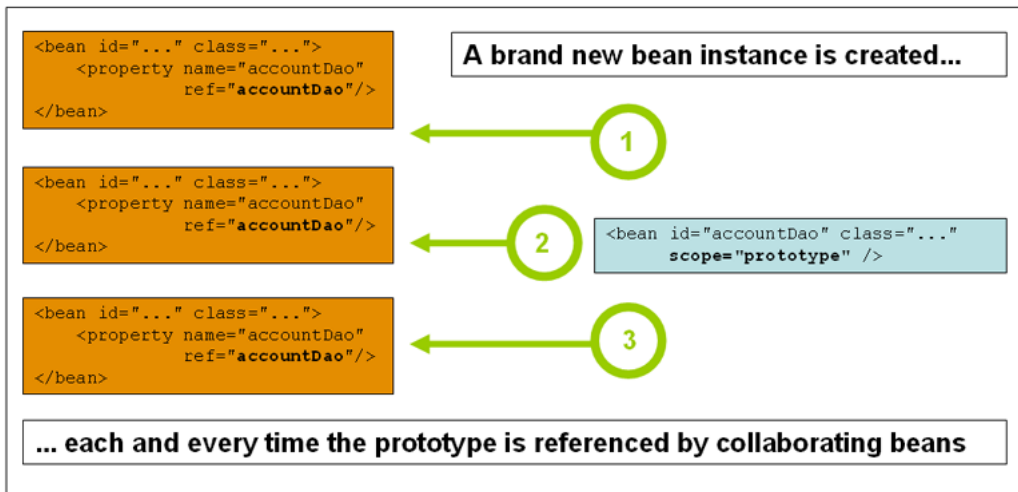 <bean id="..." class="...">
<property name="accountDao"
ref="accountDao"/>
</bean>
A brand new bean instance is created...
1
<bean id="..." class="...">
<property name="accountDao"
ref="accountDao"/>
</bean>
2
<bean id="accountDao" class="..."
scope="prototype" />
<bean id="..." class="...">
<property name="accountDao"
ref="accountDao"/>
</bean>
3
... each and every time the prototype is referenced by collaborating beans